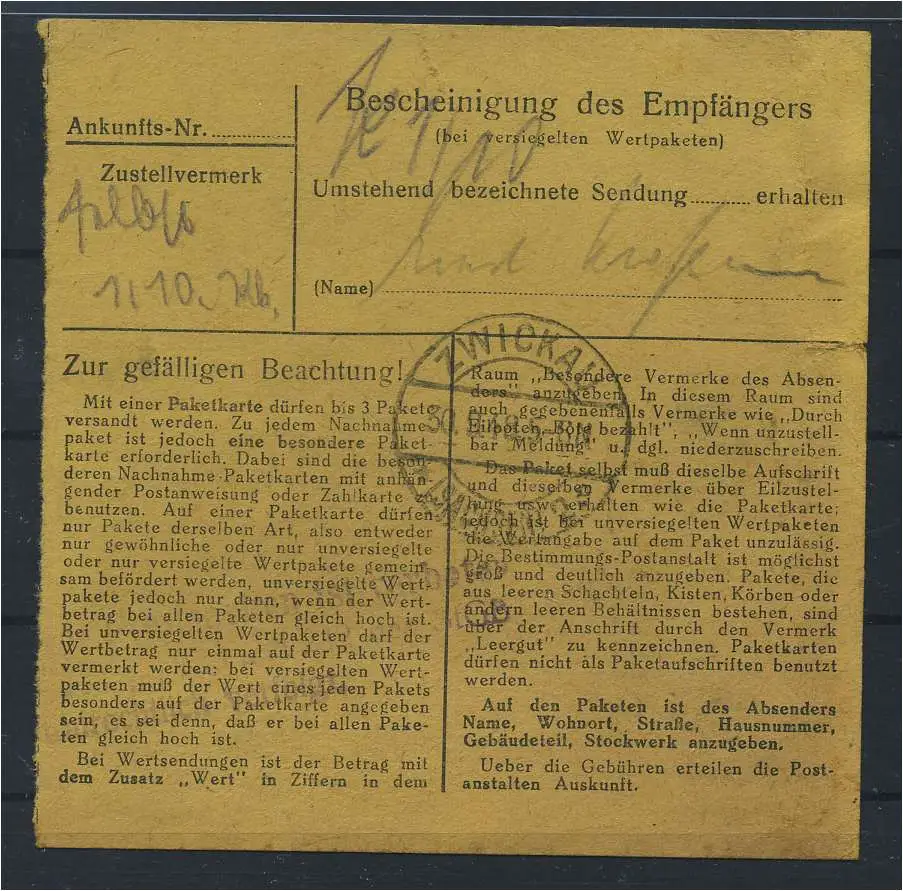 Ankunfts-Nr.
Zustellvermerk
1.10.
Bescheinigung des Empfängers
(bei versiegelten Wertpaketen)
Umstehend bezeichnete Sendung erhalten
(Name)
ZWICKAU
Zur gefälligen Beachtung!
Mit einer Paketkarte dürfen bis 3 Pakete
versandt werden. Zu jedem Nachnahme-
paket ist jedoch eine besondere Paket-
karte erforderlich. Dabei sind die beson-
deren Nachnahme-Paketkarten mit anhän-
gender Postanweisung oder Zahlkarte zu
benutzen. Auf einer Paketkarte dürfen
nur Pakete derselben Art, also entweder
nur gewöhnliche oder nur unversiegelte
oder nur versiegelte Wertpakete gemein-
sam befördert werden, unversiegelte Wert-
pakete jedoch nur dann, wenn der Wert-
betrag bei allen Paketen gleich hoch ist.
Bei unversiegelten Wertpaketen darf der
Wertbetrag nur einmal auf der Paketkarte
vermerkt werden; bei versiegelten Wert-
paketen muß der Wert eines jeden Pakets
besonders auf der Paketkarte angegeben
sein, es sei denn, daß er bei allen Pake-
ten gleich hoch ist.
Bei Wertsendungen ist der Betrag mit
dem Zusatz „Wert" in Ziffern in dem
Raum „Besondere Vermerke des Absen-
ders" anzugeben. In diesem Raum sind
auch gegebenenfalls Vermerke wie „Durch
Eilboten, Bote bezahlt", „Wenn unzustell-
bar Meldung" u. dgl. niederzuschreiben.
Das Paket selbst muß dieselbe Aufschrift
und dieselben Vermerke über Eilzustel-
lung usw. erhalten wie die Paketkarte;
jedoch ist bei unversiegelten Wertpaketen
die Wertangabe auf dem Paket unzulässig.
Die Bestimmungs-Postanstalt ist möglichst
groß und deutlich anzugeben. Pakete, die
aus leeren Schachteln, Kisten, Körben oder
andern leeren Behältnissen bestehen, sind
über der Anschrift durch den Vermerk
„Leergut" zu kennzeichnen. Paketkarten
dürfen nicht als Paketaufschriften benutzt
werden.
Auf den Paketen ist des Absenders
Name, Wohnort, Straße, Hausnummer,
Gebäudeteil, Stockwerk anzugeben.
Ueber die Gebühren erteilen die Post-
anstalten Auskunft.